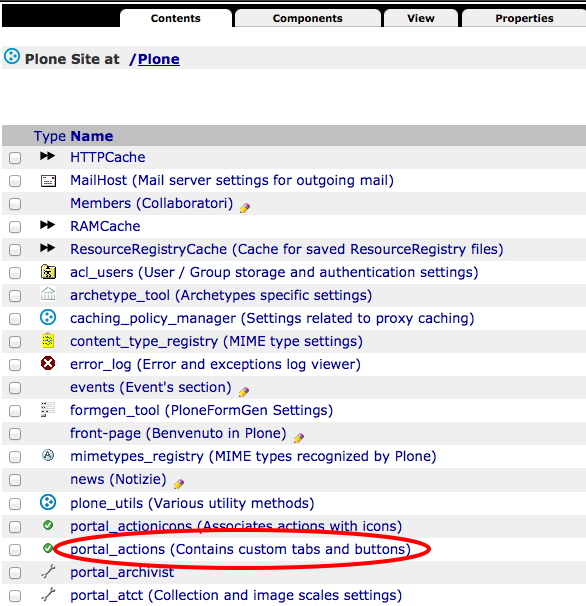 Contents Components View Properties
Plone Site at /Plone
Type Name
HTTPCache
MailHost (Mail server settings for outgoing mail)
Members (Collaboratori)
RAMCache
ResourceRegistryCache (Cache for saved ResourceRegistry files)
acl_users (User / Group storage and authentication settings)
archetype_tool (Archetypes specific settings)
caching_policy_manager (Settings related to proxy caching)
content_type_registry (MIME type settings)
error_log (Error and exceptions log viewer)
events (Event's section)
formgen_tool (PloneFormGen Settings)
front-page (Benvenuto in Plone)
mimetypes_registry (MIME types recognized by Plone)
news (Notizie)
plone_utils (Various utility methods)
portal_actionicons (Associates actions with icons)
portal_actions (Contains custom tabs and buttons)
portal_archivist
portal_atct (Collection and image scales settings)